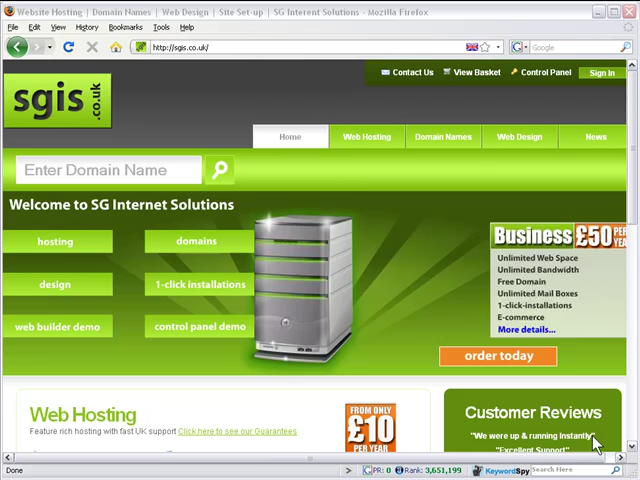 Website Hosting | Domain Names | Web Design | Site Set-up | SG Interent Solutions - Mozilla Firefox
File Edit View History Bookmarks Tools Help
http://sgis.co.uk/
Google
Contact Us View Basket Control Panel Sign In
sgis .co.uk
Home Web Hosting Domain Names Web Design News
Enter Domain Name
Welcome to SG Internet Solutions
hosting domains
design 1-click installations
web builder demo control panel demo
Business £50 PER YEAR
Unlimited Web Space
Unlimited Bandwidth
Free Domain
Unlimited Mail Boxes
1-click installations
E-commerce
More details...
order today
Web Hosting
Feature rich hosting with fast UK support Click here to see our Guarantees
FROM ONLY
£10
PER YEAR
Customer Reviews
"We were up & running Instantly"
"Excellent Support"
Done PR: 0 Rank: 3,651,199 KeywordSpy Search Here